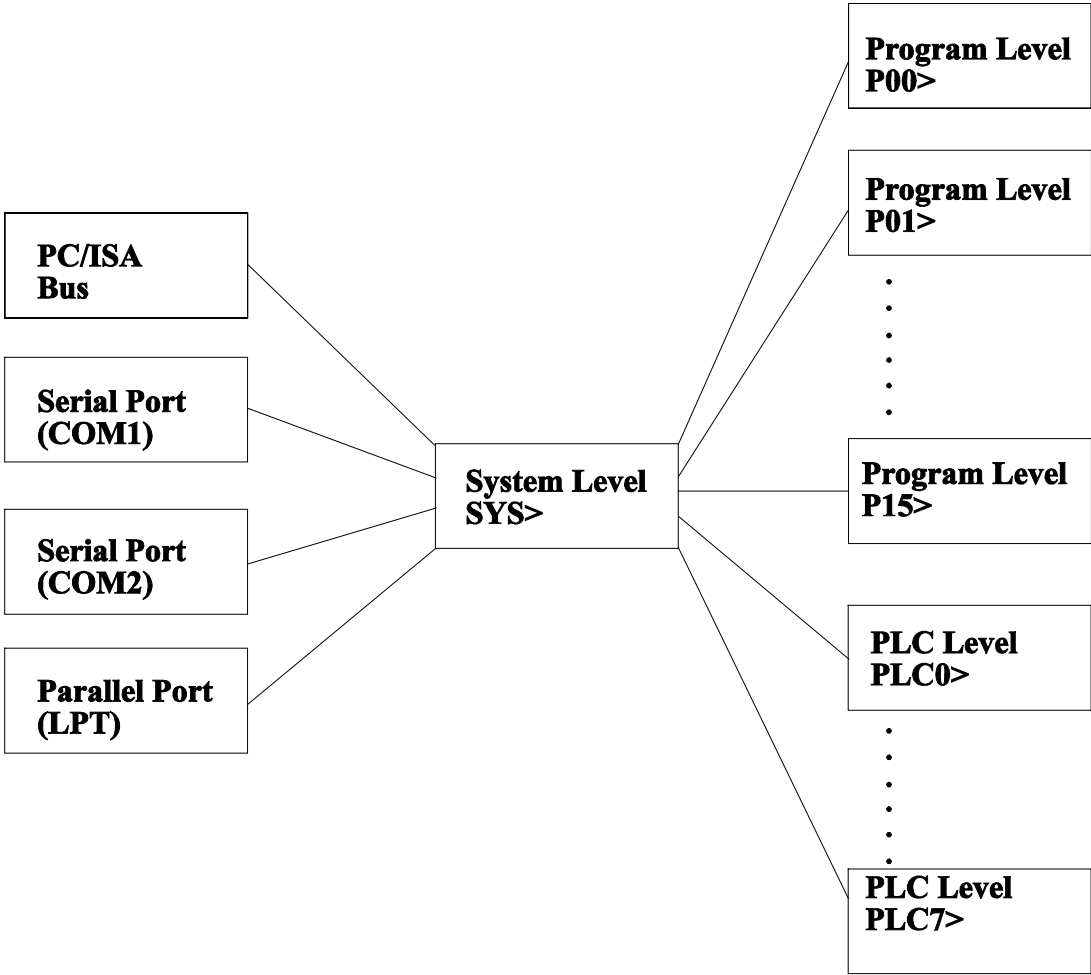 PC/ISA
Bus
Serial Port
(COM1)
Serial Port
(COM2)
Parallel Port
(LPT)
System Level
SYS>
Program Level
P00>
Program Level
P01>
Program Level
P15>
PLC Level
PLC0>
PLC Level
PLC7>